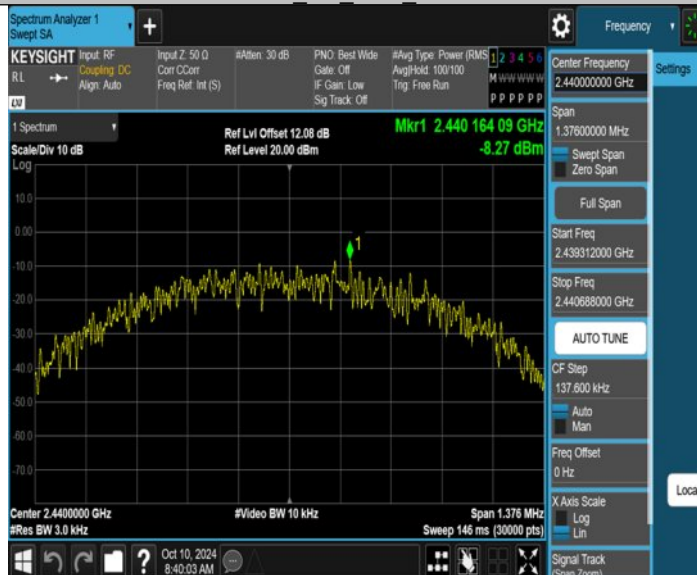 Spectrum Analyzer 1
Swept SA
+
Frequency
KEYSIGHT
RL
LXI
Input: RF
Coupling: DC
Align: Auto
Input Z: 50 Ω
Corr CCorr
Freq Ref: Int (S)
#Atten: 30 dB
PNO: Best Wide
Gate: Off
IF Gain: Low
Sig Track: Off
#Avg Type: Power (RMS)
Avg|Hold: 100/100
Trig: Free Run
1 2 3 4 5 6
M W W W W W
P P P P P P
1 Spectrum
Scale/Div 10 dB
Log
Ref Lvl Offset 12.08 dB
Ref Level 20.00 dBm
Mkr1 2.440 164 09 GHz
-8.27 dBm
10.0
0.00
-10.0
-20.0
-30.0
-40.0
-50.0
-60.0
-70.0
1
Center 2.4400000 GHz
#Res BW 3.0 kHz
#Video BW 10 kHz
Span 1.376 MHz
Sweep 146 ms (30000 pts)
Oct 10, 2024
8:40:03 AM
?
Center Frequency
2.440000000 GHz
Span
1.37600000 MHz
Swept Span
Zero Span
Full Span
Start Freq
2.439312000 GHz
Stop Freq
2.440688000 GHz
AUTO TUNE
CF Step
137.600 kHz
Auto
Man
Freq Offset
0 Hz
X Axis Scale
Log
Lin
Signal Track
(Span Zoom)
Settings
Loca